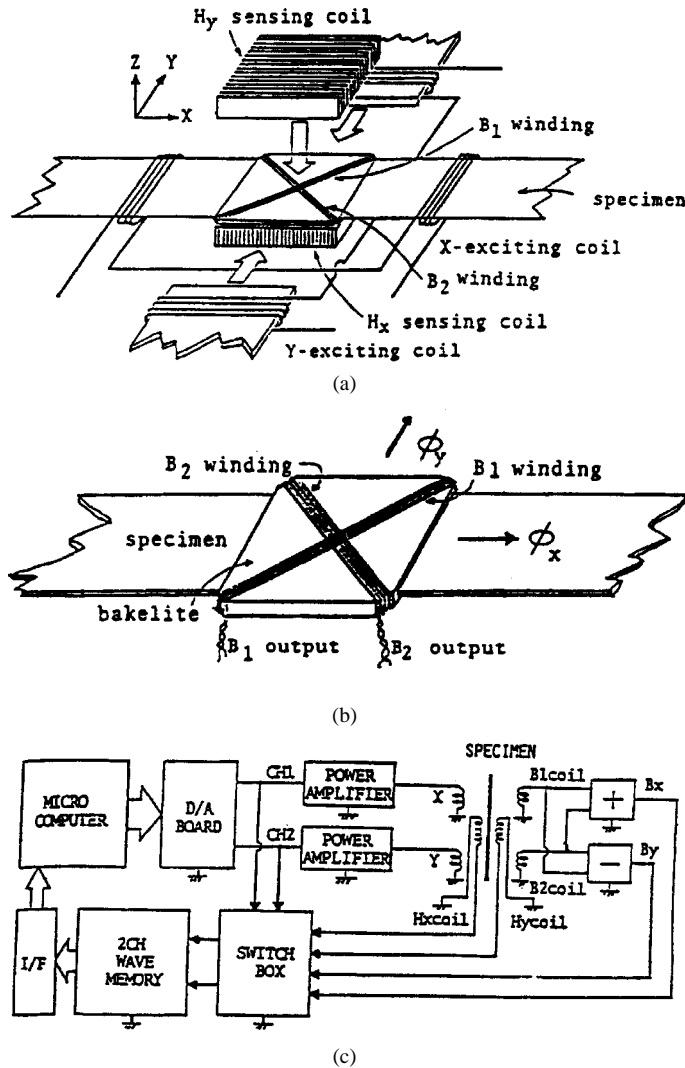 Hy sensing coil
Z
Y
X
B1 winding
specimen
X-exciting coil
B2 winding
Hx sensing coil
Y-exciting coil
(a)
B2 winding
ϕy
B1 winding
specimen
ϕx
bakelite
B1 output
B2 output
(b)
SPECIMEN
MICRO
COMPUTER
D/A
BOARD
CH1
POWER
AMPLIFIER
X
B1coil
+
Bx
CH2
POWER
AMPLIFIER
Y
B2coil
−
By
Hxcoil
Hycoil
I/F
2CH
WAVE
MEMORY
SWITCH
BOX
(c)